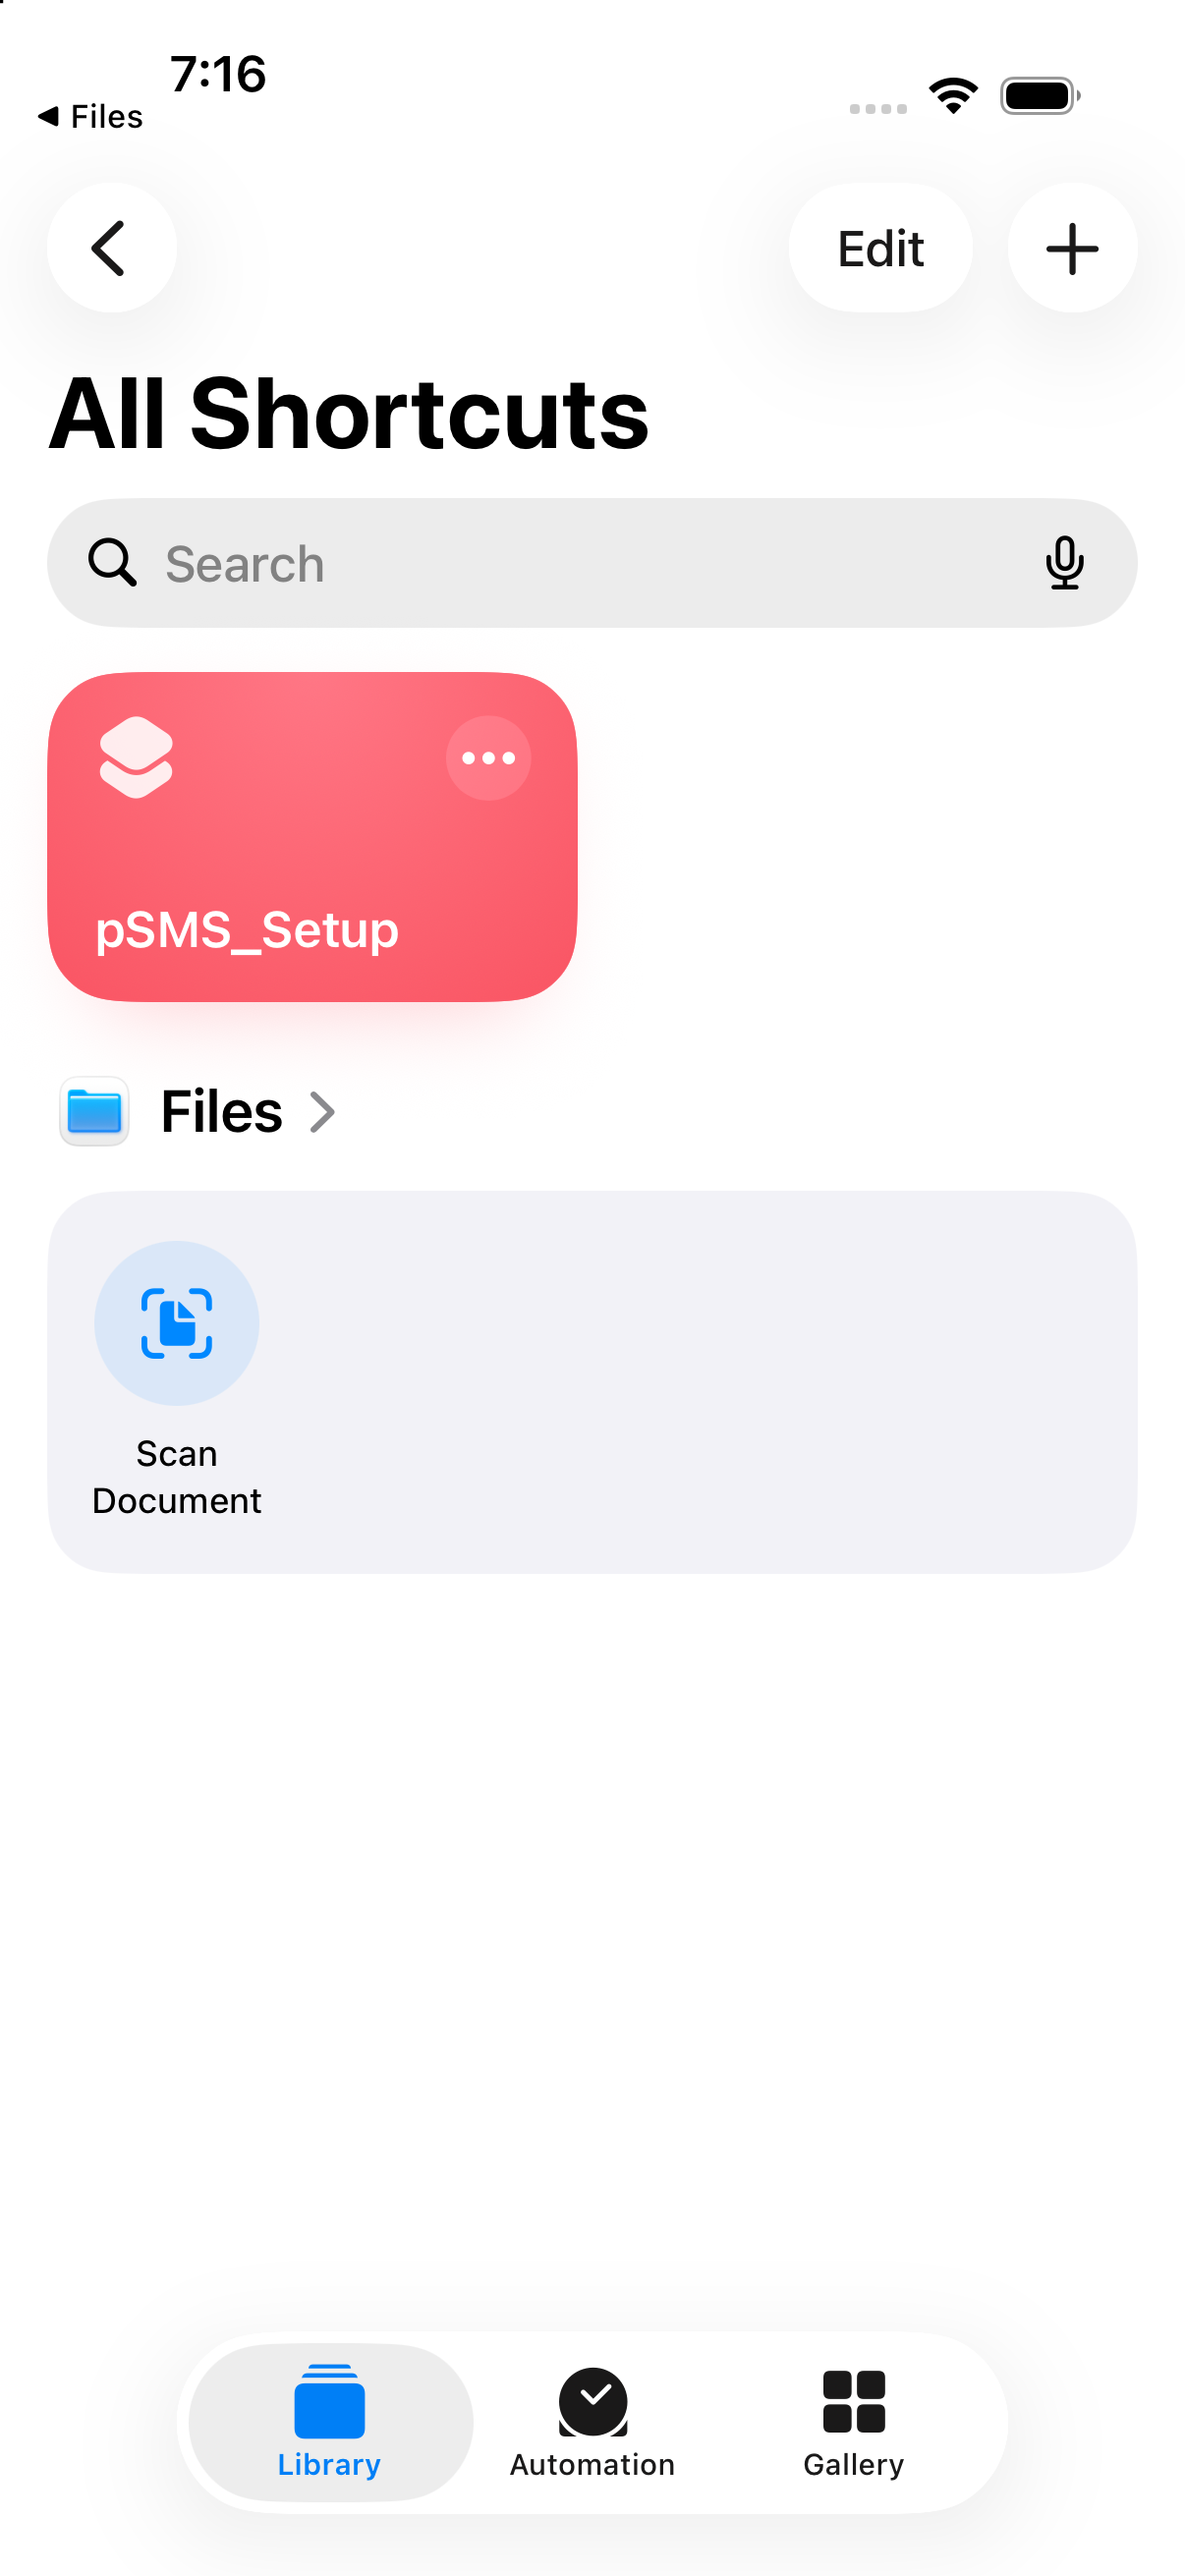 7:16
Files
Edit
All Shortcuts
Search
pSMS_Setup
Files
Scan
Document
Library
Automation
Gallery